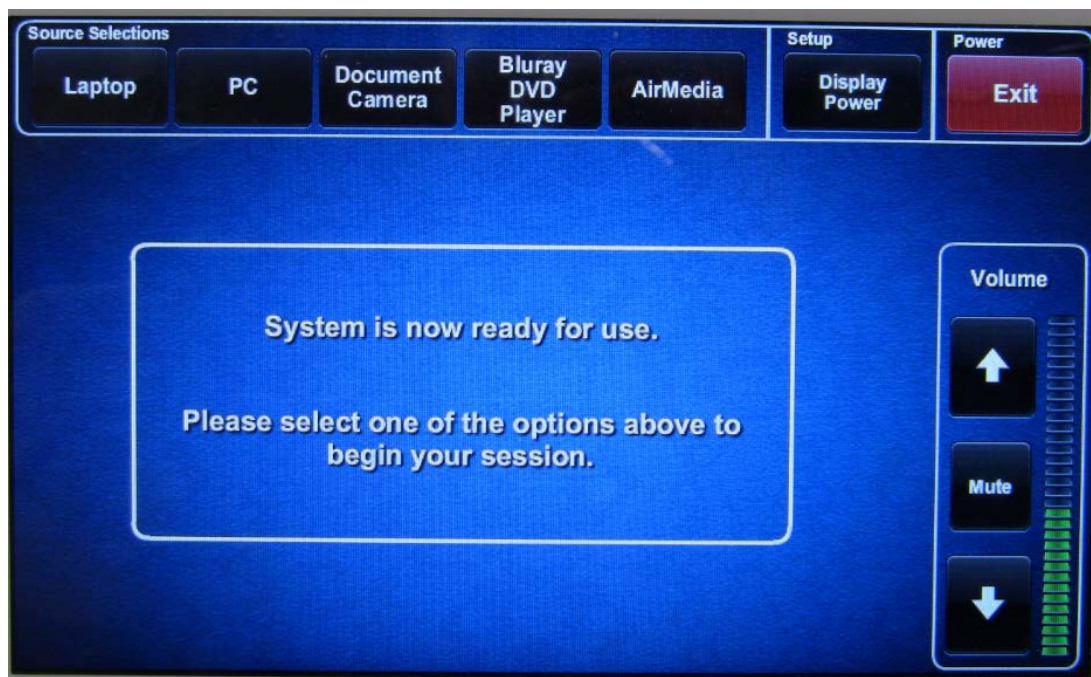 Source Selections
Laptop
PC
Document
Camera
Bluray
DVD
Player
AirMedia
Setup
Display
Power
Power
Exit
System is now ready for use.
Please select one of the options above to
begin your session.
Volume
Mute